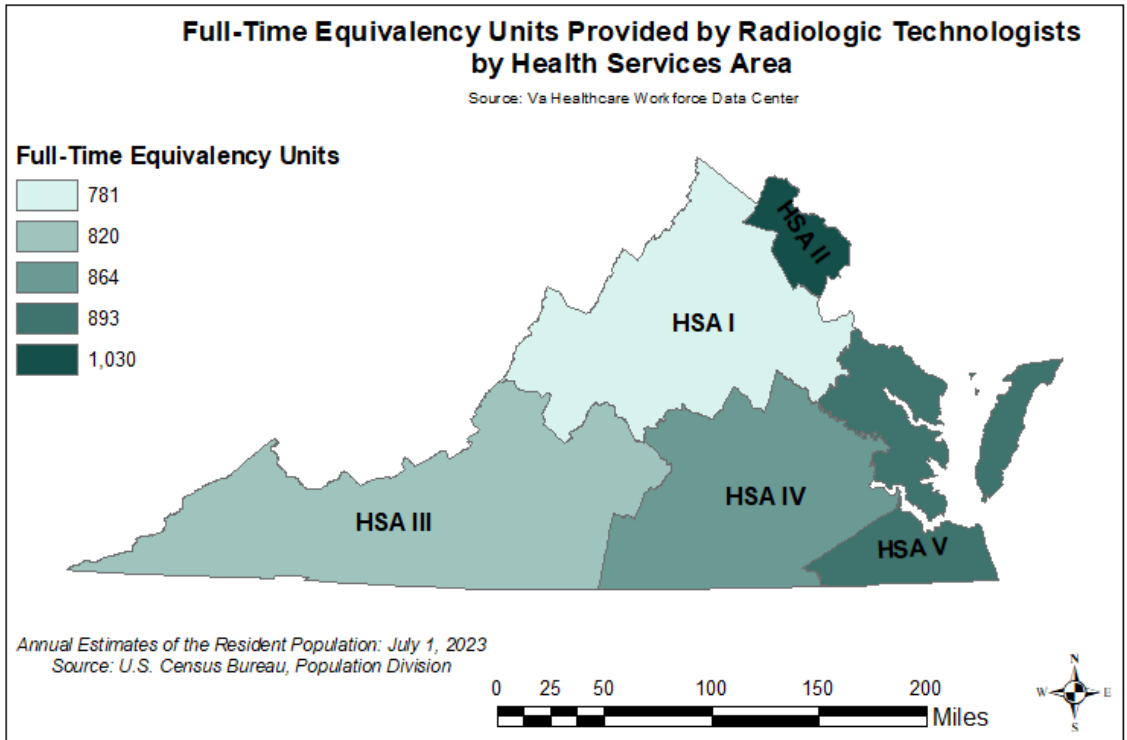 Full-Time Equivalency Units Provided by Radiologic Technologists
by Health Services Area
Source: Va Healthcare Workforce Data Center
Full-Time Equivalency Units
781
820
864
893
1,030
HSA II
HSA I
HSA IV
HSA III
HSA V
Annual Estimates of the Resident Population: July 1, 2023
Source: U.S. Census Bureau, Population Division
N
W E
S
0 25 50 100 150 200
Miles